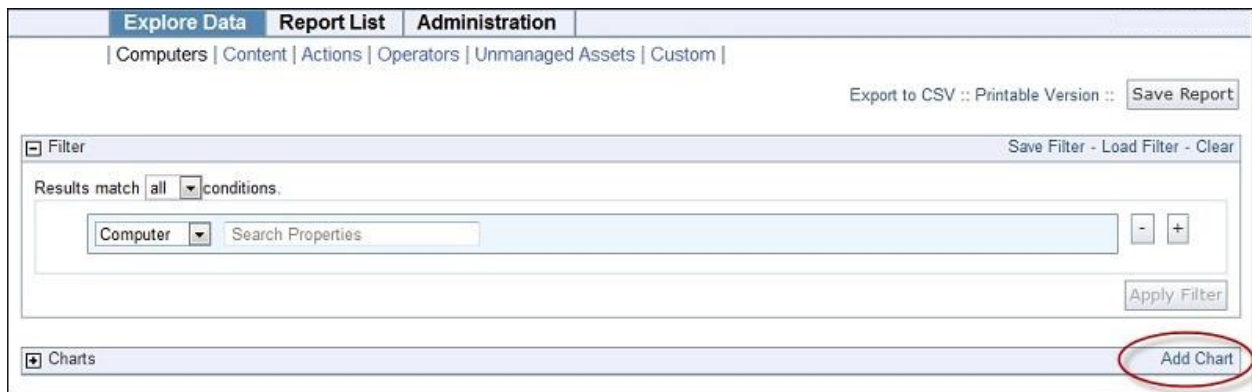 Explore Data Report List Administration
| Computers | Content | Actions | Operators | Unmanaged Assets | Custom |
Export to CSV :: Printable Version :: Save Report
Filter Save Filter - Load Filter - Clear
Results match all conditions.
Computer Search Properties - +
Apply Filter
Charts Add Chart